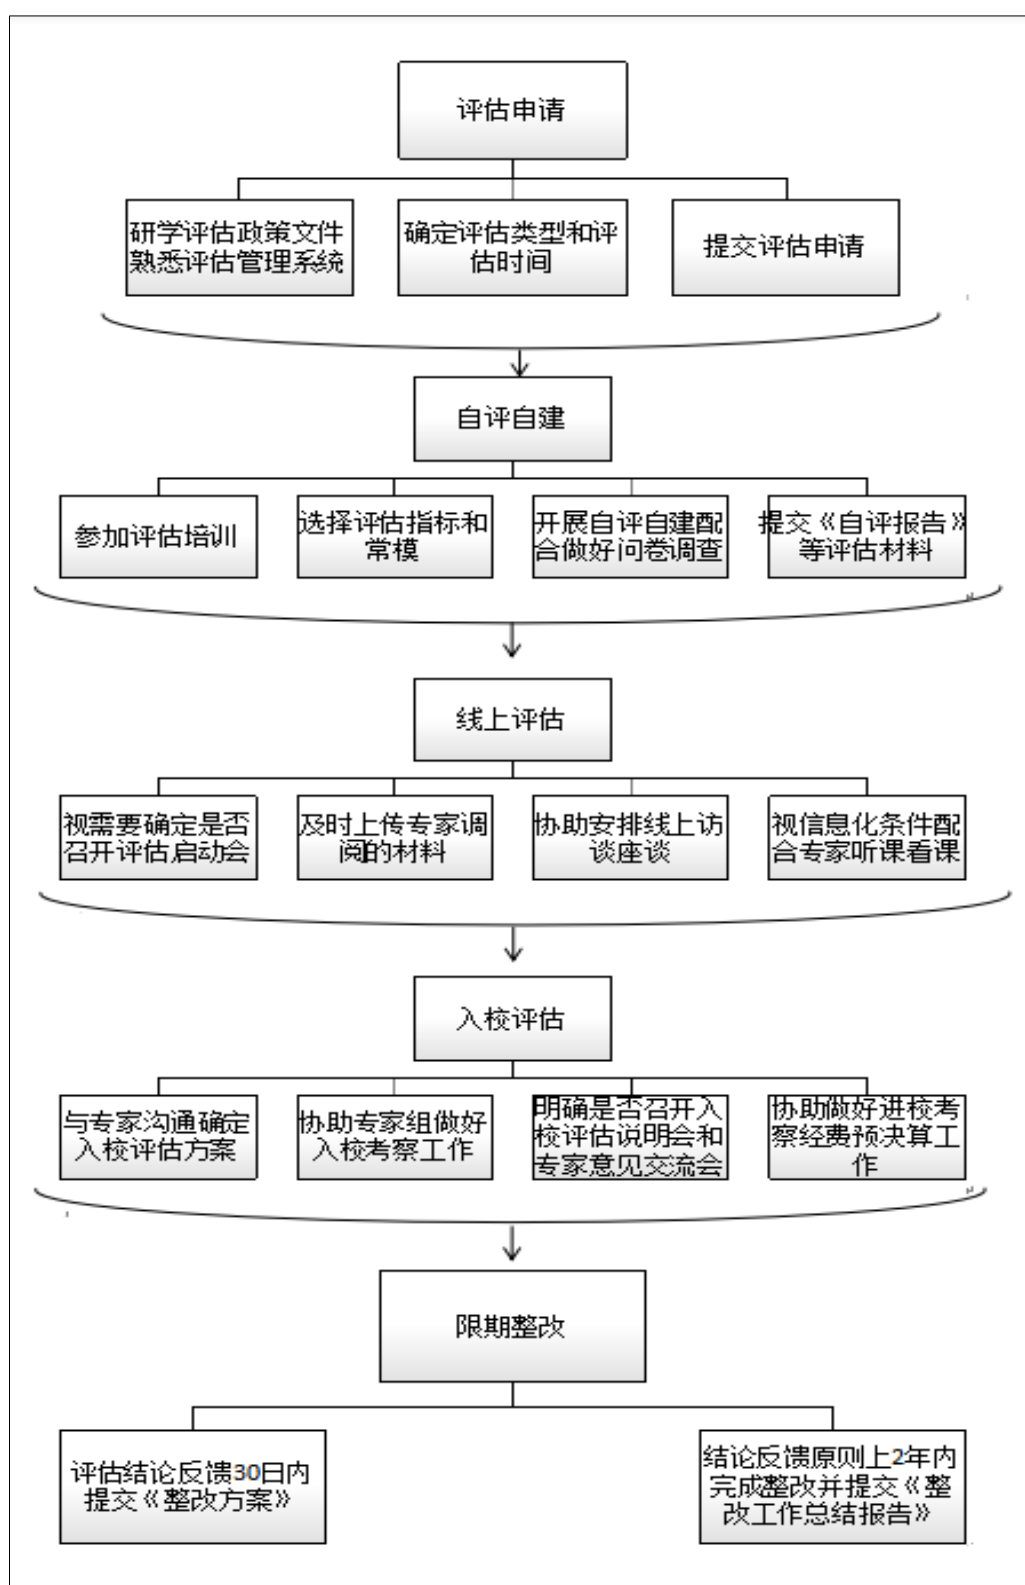 评估申请
研学评估政策文件
熟悉评估管理系统
确定评估类型和评
估时间
提交评估申请
自评自建
参加评估培训
选择评估指标和
常模
开展自评自建配
合做好问卷调查
提交《自评报告》
等评估材料
线上评估
视需要确定是否
召开评估启动会
及时上传专家调
阅的材料
协助安排线上访
谈座谈
视信息化条件配
合专家听课看课
入校评估
与专家沟通确定
入校评估方案
协助专家组做好
入校考察工作
明确是否召开入
校评估说明会和
专家意见交流会
协助做好进校考
察经费预决算工
作
限期整改
评估结论反馈30日内
提交《整改方案》
结论反馈原则上2年内
完成整改并提交《整
改工作总结报告》